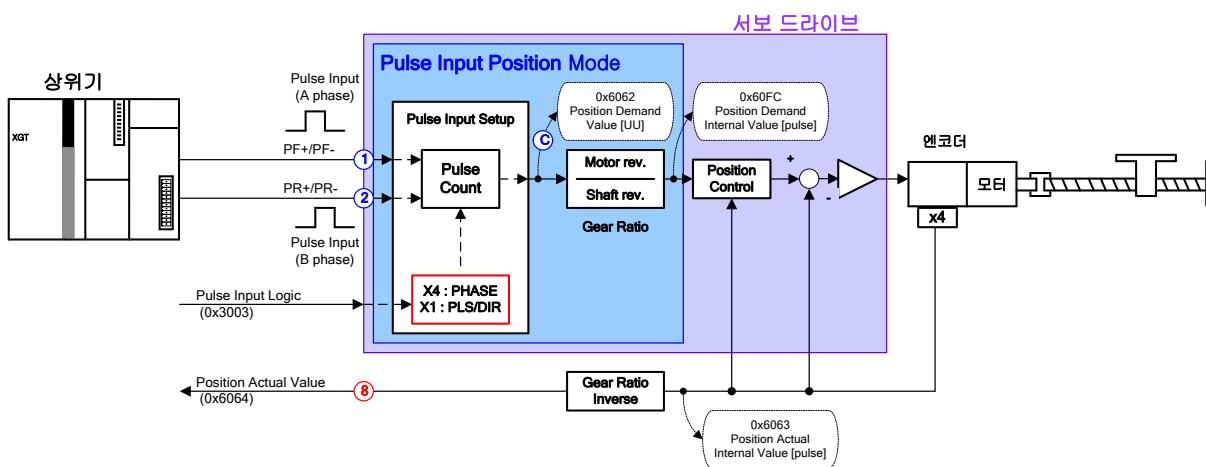 서보 드라이브
상위기
XGT
Pulse Input
(A phase)
PF+/PF-
PR+/PR-
Pulse Input
(B phase)
Pulse Input Logic
(0x3003)
Position Actual Value
(0x6064)
1
2
8
Pulse Input Position Mode
Pulse Input Setup
Pulse
Count
X4 : PHASE
X1 : PLS/DIR
C
0x6062
Position Demand
Value [UU]
Motor rev.
Shaft rev.
Gear Ratio
0x60FC
Position Demand
Internal Value [pulse]
Position
Control
+
-
엔코더
모터
x4
Gear Ratio
Inverse
0x6063
Position Actual
Internal Value [pulse]